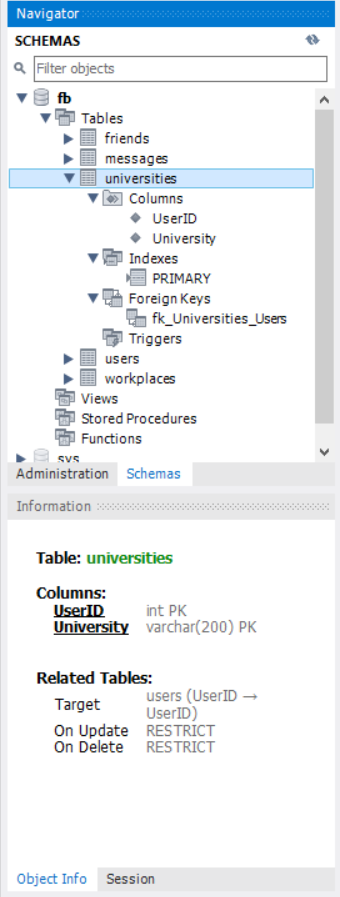 Navigator
SCHEMAS
Filter objects
fb
Tables
friends
messages
universities
Columns
UserID
University
Indexes
PRIMARY
Foreign Keys
fk_Universities_Users
Triggers
users
workplaces
Views
Stored Procedures
Functions
sys
Administration Schemas
Information
Table: universities
Columns:
UserID int PK
University varchar(200) PK
Related Tables:
Target users (UserID → UserID)
On Update RESTRICT
On Delete RESTRICT
Object Info Session